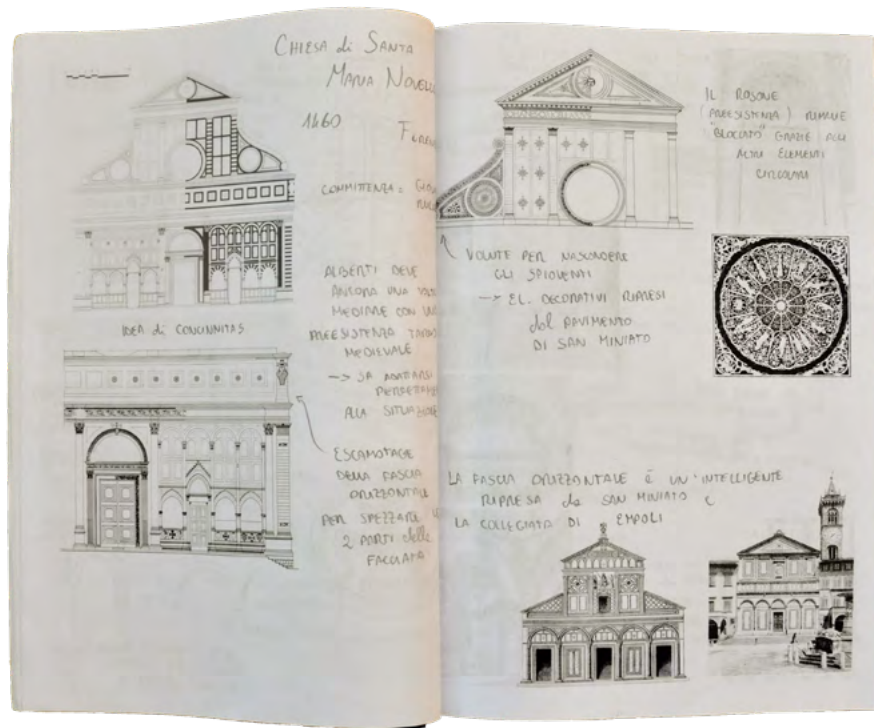 CHIESA di SANTA
MARIA NOVELL
1460
COMMITTENZA:
ALBERTI DEVE
ANCORA UNA
MEDIARE CON
PREESISTENZA TARDO
MEDIEVALE
-> SA ADATTARSI
ALLA SITUAZIONE
IDEA di CONCINNITAS
ESCAMOTAGE
DELLA FASCIA
ORIZZONTALE
PER SPEZZARE
2 PARTI della
FACCIATA
IL ROSONE
(PREESISTENZA) RIMANE
"BLOCCATO" GRAZIE AGLI
ALTRI ELEMENTI
CIRCOLARI
VOLUTE PER NASCONDERE
GLI SPIOVENTI
-> EL. DECORATIVI RIPRESI
dal PAVIMENTO
DI SAN MINIATO
LA FASCIA ORIZZONTALE È UN'INTELLIGENTE
RIPRESA da SAN MINIATO e
LA COLLEGIATA DI EMPOLI